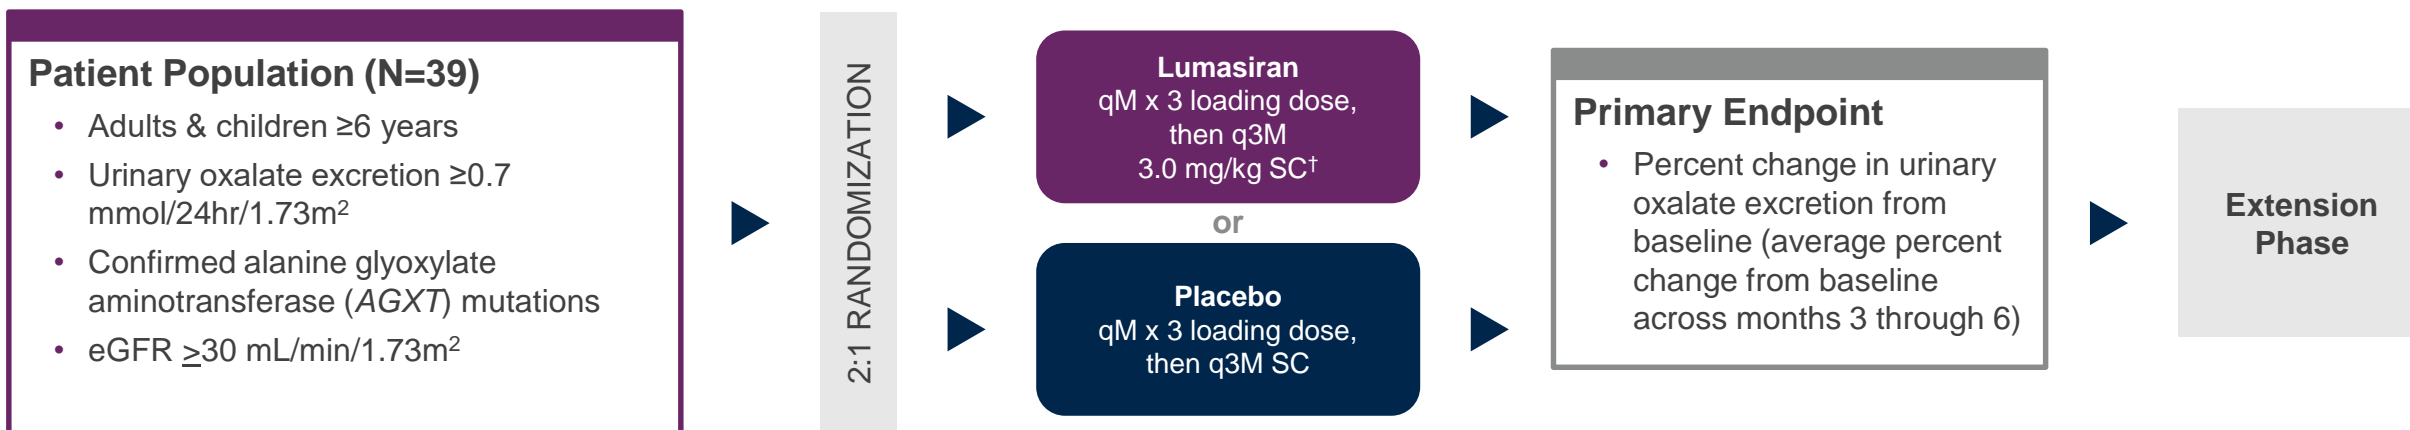 Patient Population (N=39)
• Adults & children ≥6 years
• Urinary oxalate excretion ≥0.7
mmol/24hr/1.73m²
• Confirmed alanine glyoxylate
aminotransferase (AGXT) mutations
• eGFR ≥30 mL/min/1.73m²
2:1 RANDOMIZATION
Lumasiran
qM x 3 loading dose,
then q3M
3.0 mg/kg SC†
or
Placebo
qM x 3 loading dose,
then q3M SC
Primary Endpoint
• Percent change in urinary
oxalate excretion from
baseline (average percent
change from baseline
across months 3 through 6)
Extension
Phase